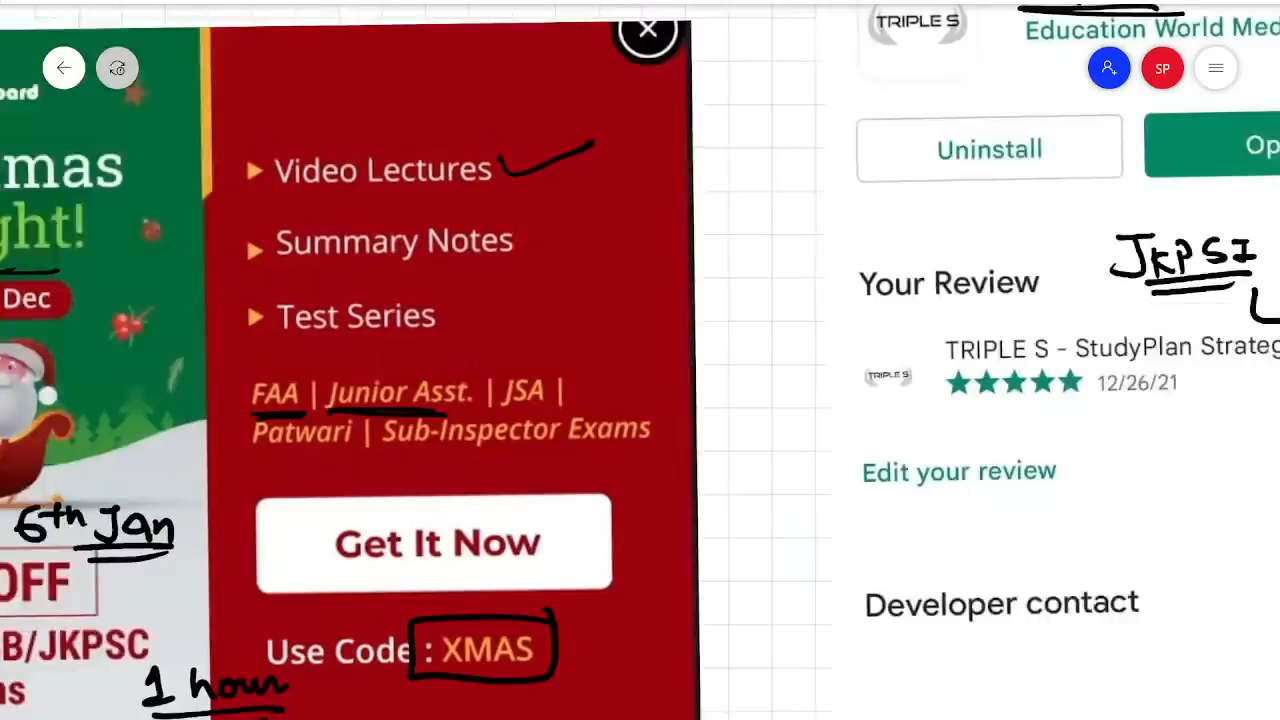 mas
ght!
Dec
6th Jan
OFF
B/JKPSC
1 hour
Video Lectures
Summary Notes
Test Series
FAA | Junior Asst. | JSA |
Patwari | Sub-Inspector Exams
Get It Now
Use Code : XMAS
TRIPLE S
Education World Med
SP
Uninstall
Op
JKPSI
Your Review
TRIPLE S - StudyPlan Strateg
TRIPLE S
12/26/21
Edit your review
Developer contact